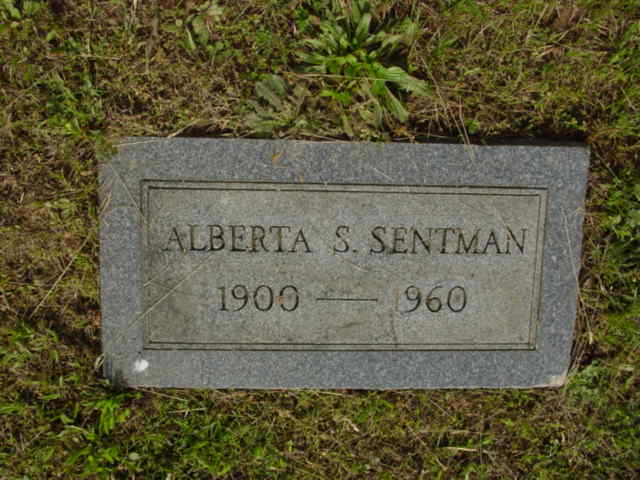 ALBERTA S. SENTMAN
1900 — 960